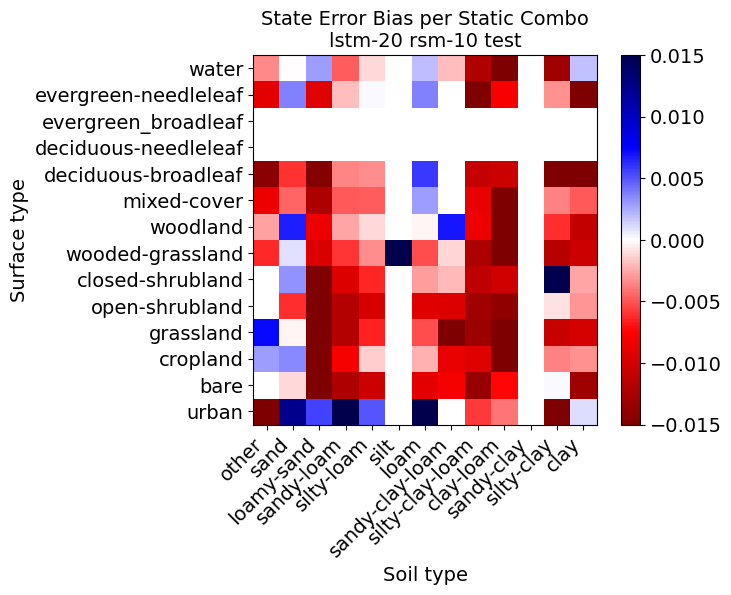 State Error Bias per Static Combo
lstm-20 rsm-10 test
Surface type
water
evergreen-needleleaf
evergreen_broadleaf
deciduous-needleleaf
deciduous-broadleaf
mixed-cover
woodland
wooded-grassland
closed-shrubland
open-shrubland
grassland
cropland
bare
urban
other
sand
loamy-sand
sandy-loam
silty-loam
silt
loam
sandy-clay-loam
silty-clay-loam
clay-loam
sandy-clay
silty-clay
clay
Soil type
0.015
0.010
0.005
0.000
−0.005
−0.010
−0.015